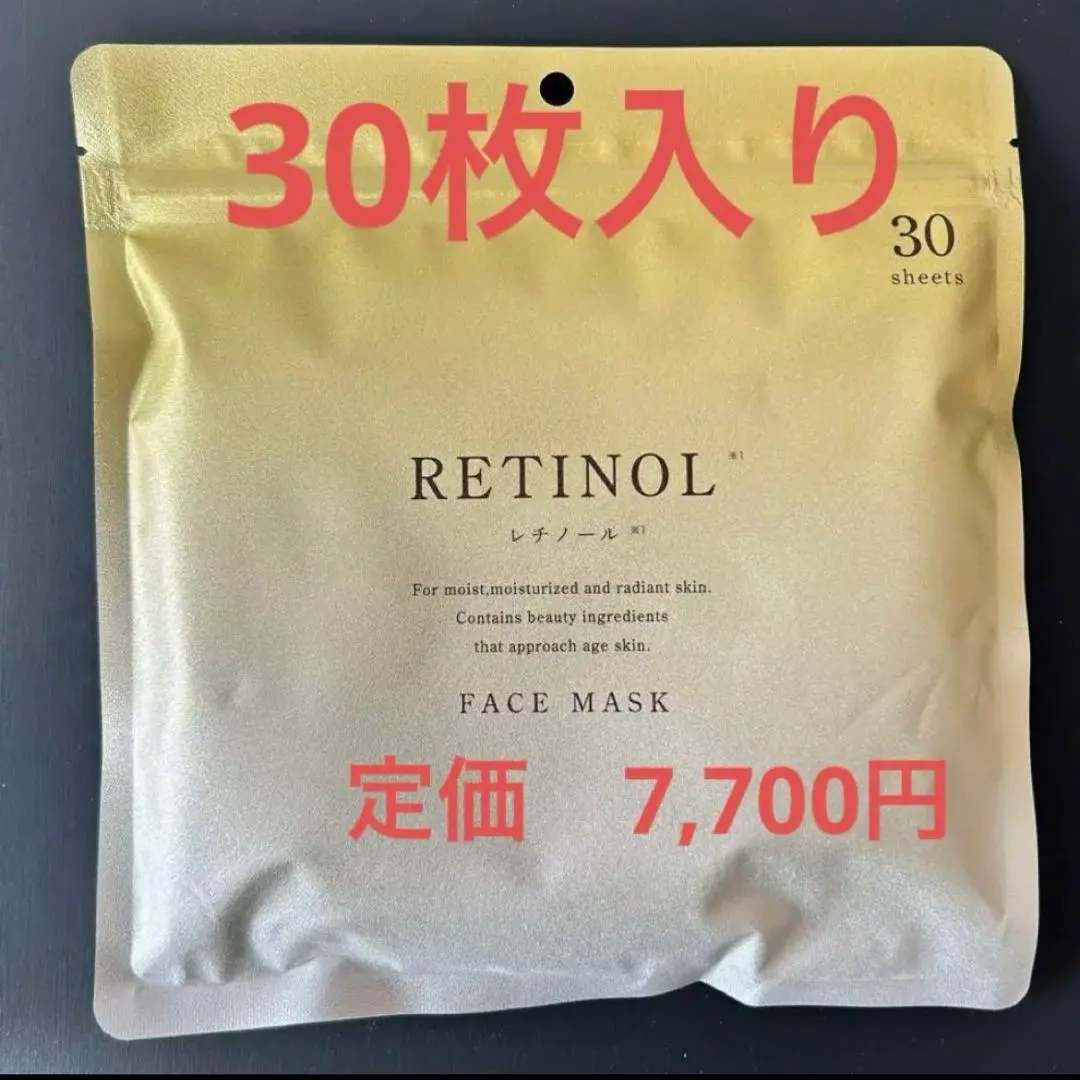 30枚入り
30
sheets
RETINOL ※1
レチノール ※1
For moist,moisturized and radiant skin.
Contains beauty ingredients
that approach age skin.
FACE MASK
定価 7,700円